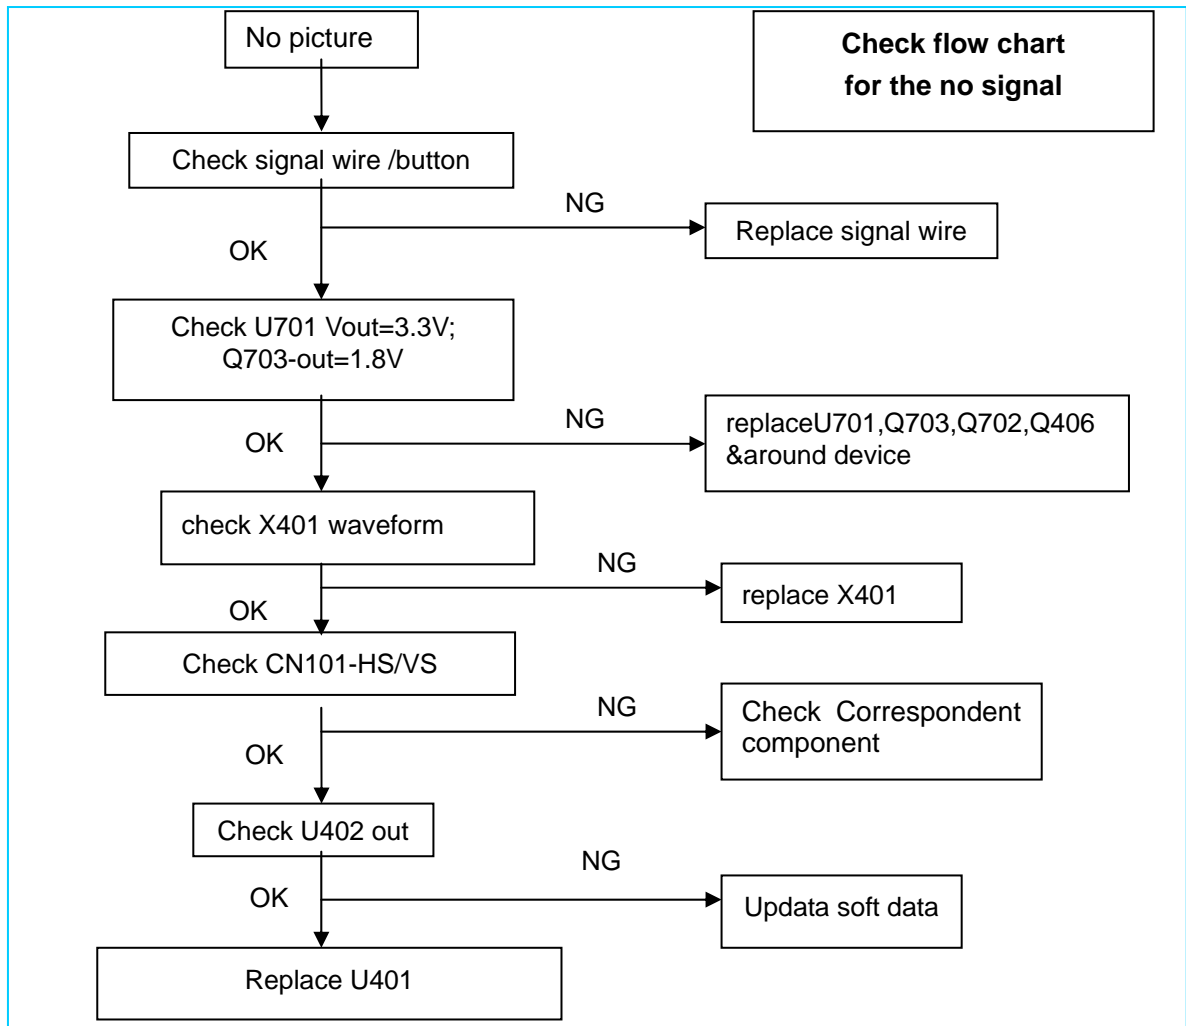 No picture
Check flow chart
for the no signal
Check signal wire /button
NG
Replace signal wire
OK
Check U701 Vout=3.3V;
Q703-out=1.8V
NG
replaceU701,Q703,Q702,Q406
&around device
OK
check X401 waveform
NG
replace X401
OK
Check CN101-HS/VS
NG
Check Correspondent
component
OK
Check U402 out
NG
Updata soft data
OK
Replace U401